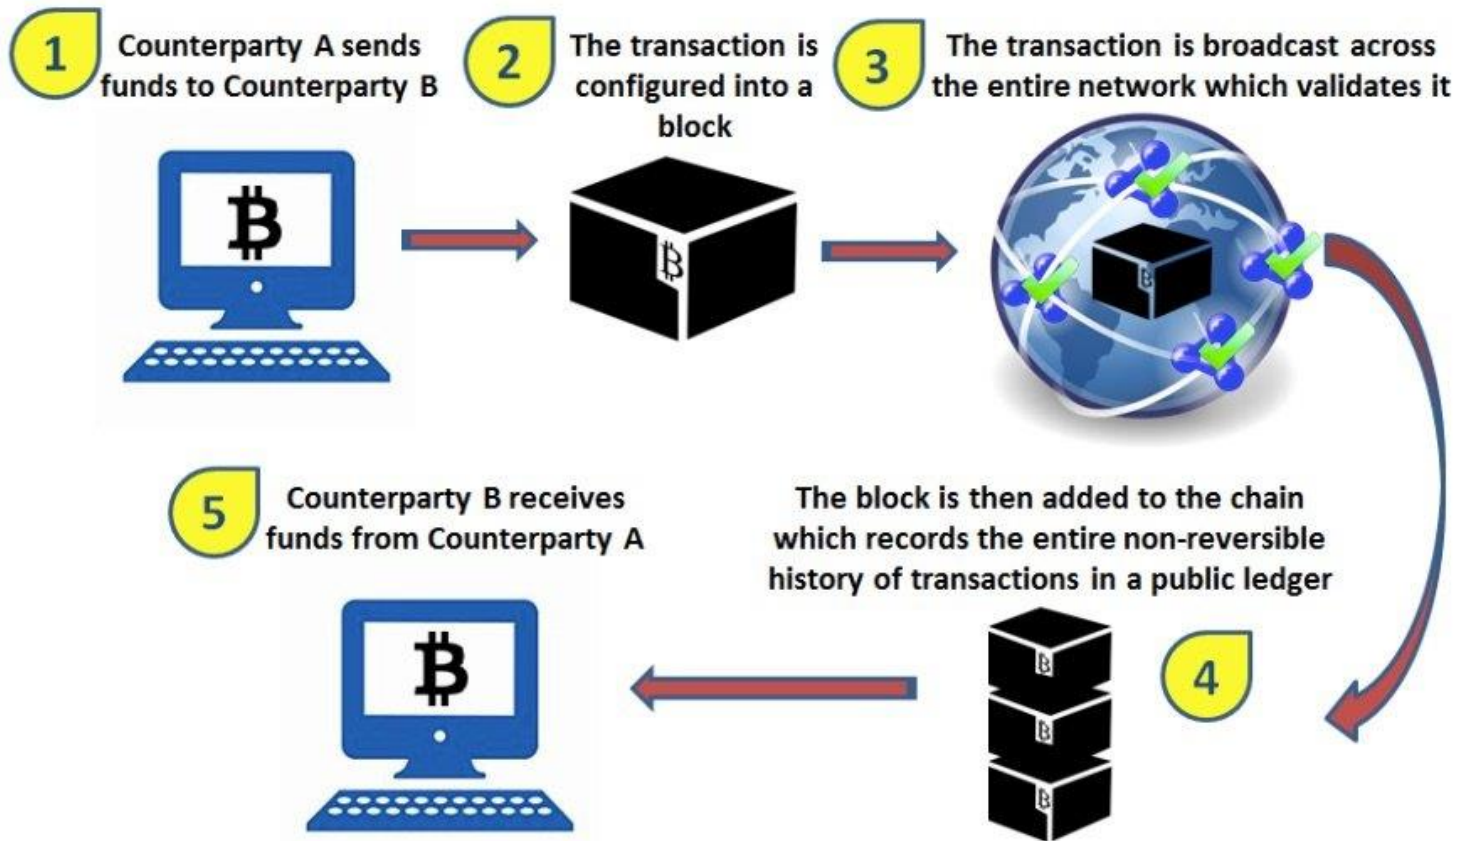 1
Counterparty A sends
funds to Counterparty B
2
The transaction is
configured into a
block
3
The transaction is broadcast across
the entire network which validates it
₿
₿
₿
5
Counterparty B receives
funds from Counterparty A
The block is then added to the chain
which records the entire non-reversible
history of transactions in a public ledger
4
₿
₿
₿
₿